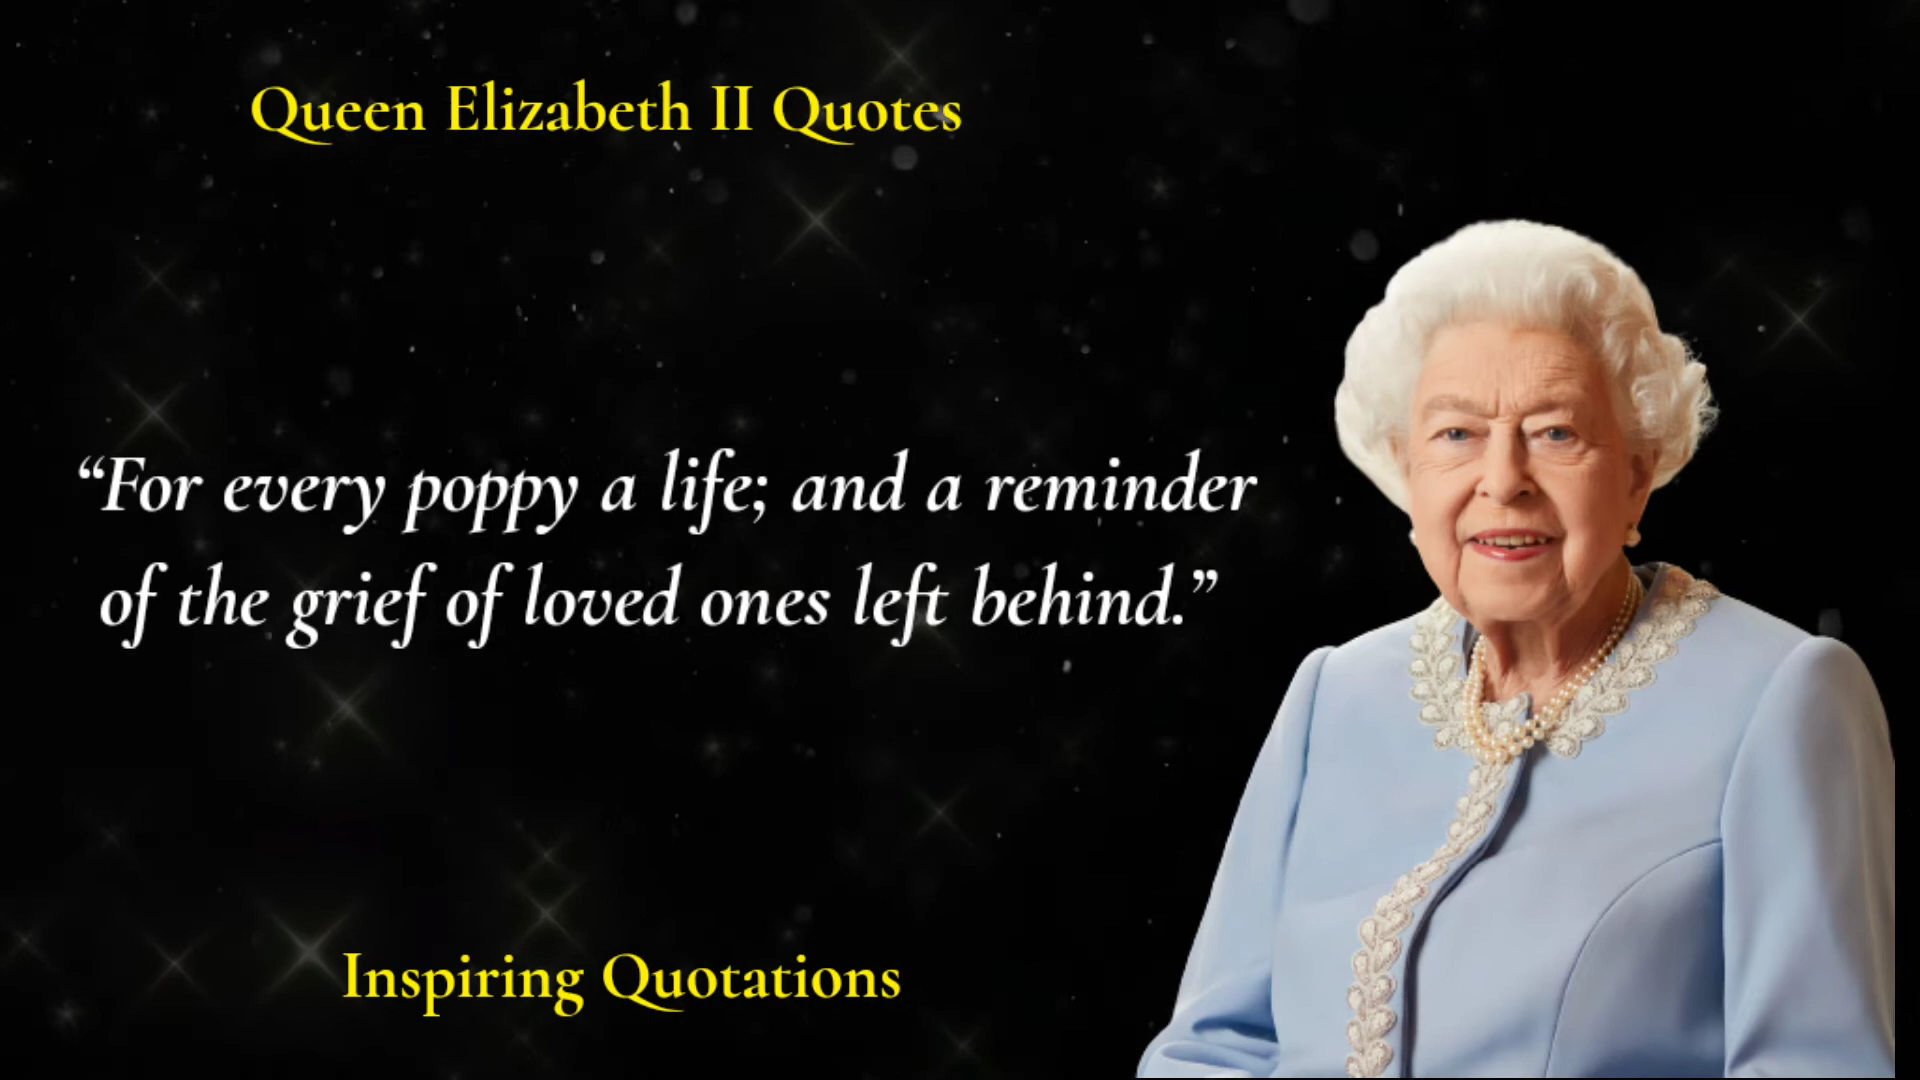 Queen Elizabeth II Quotes
“For every poppy a life; and a reminder
of the grief of loved ones left behind.”
Inspiring Quotations